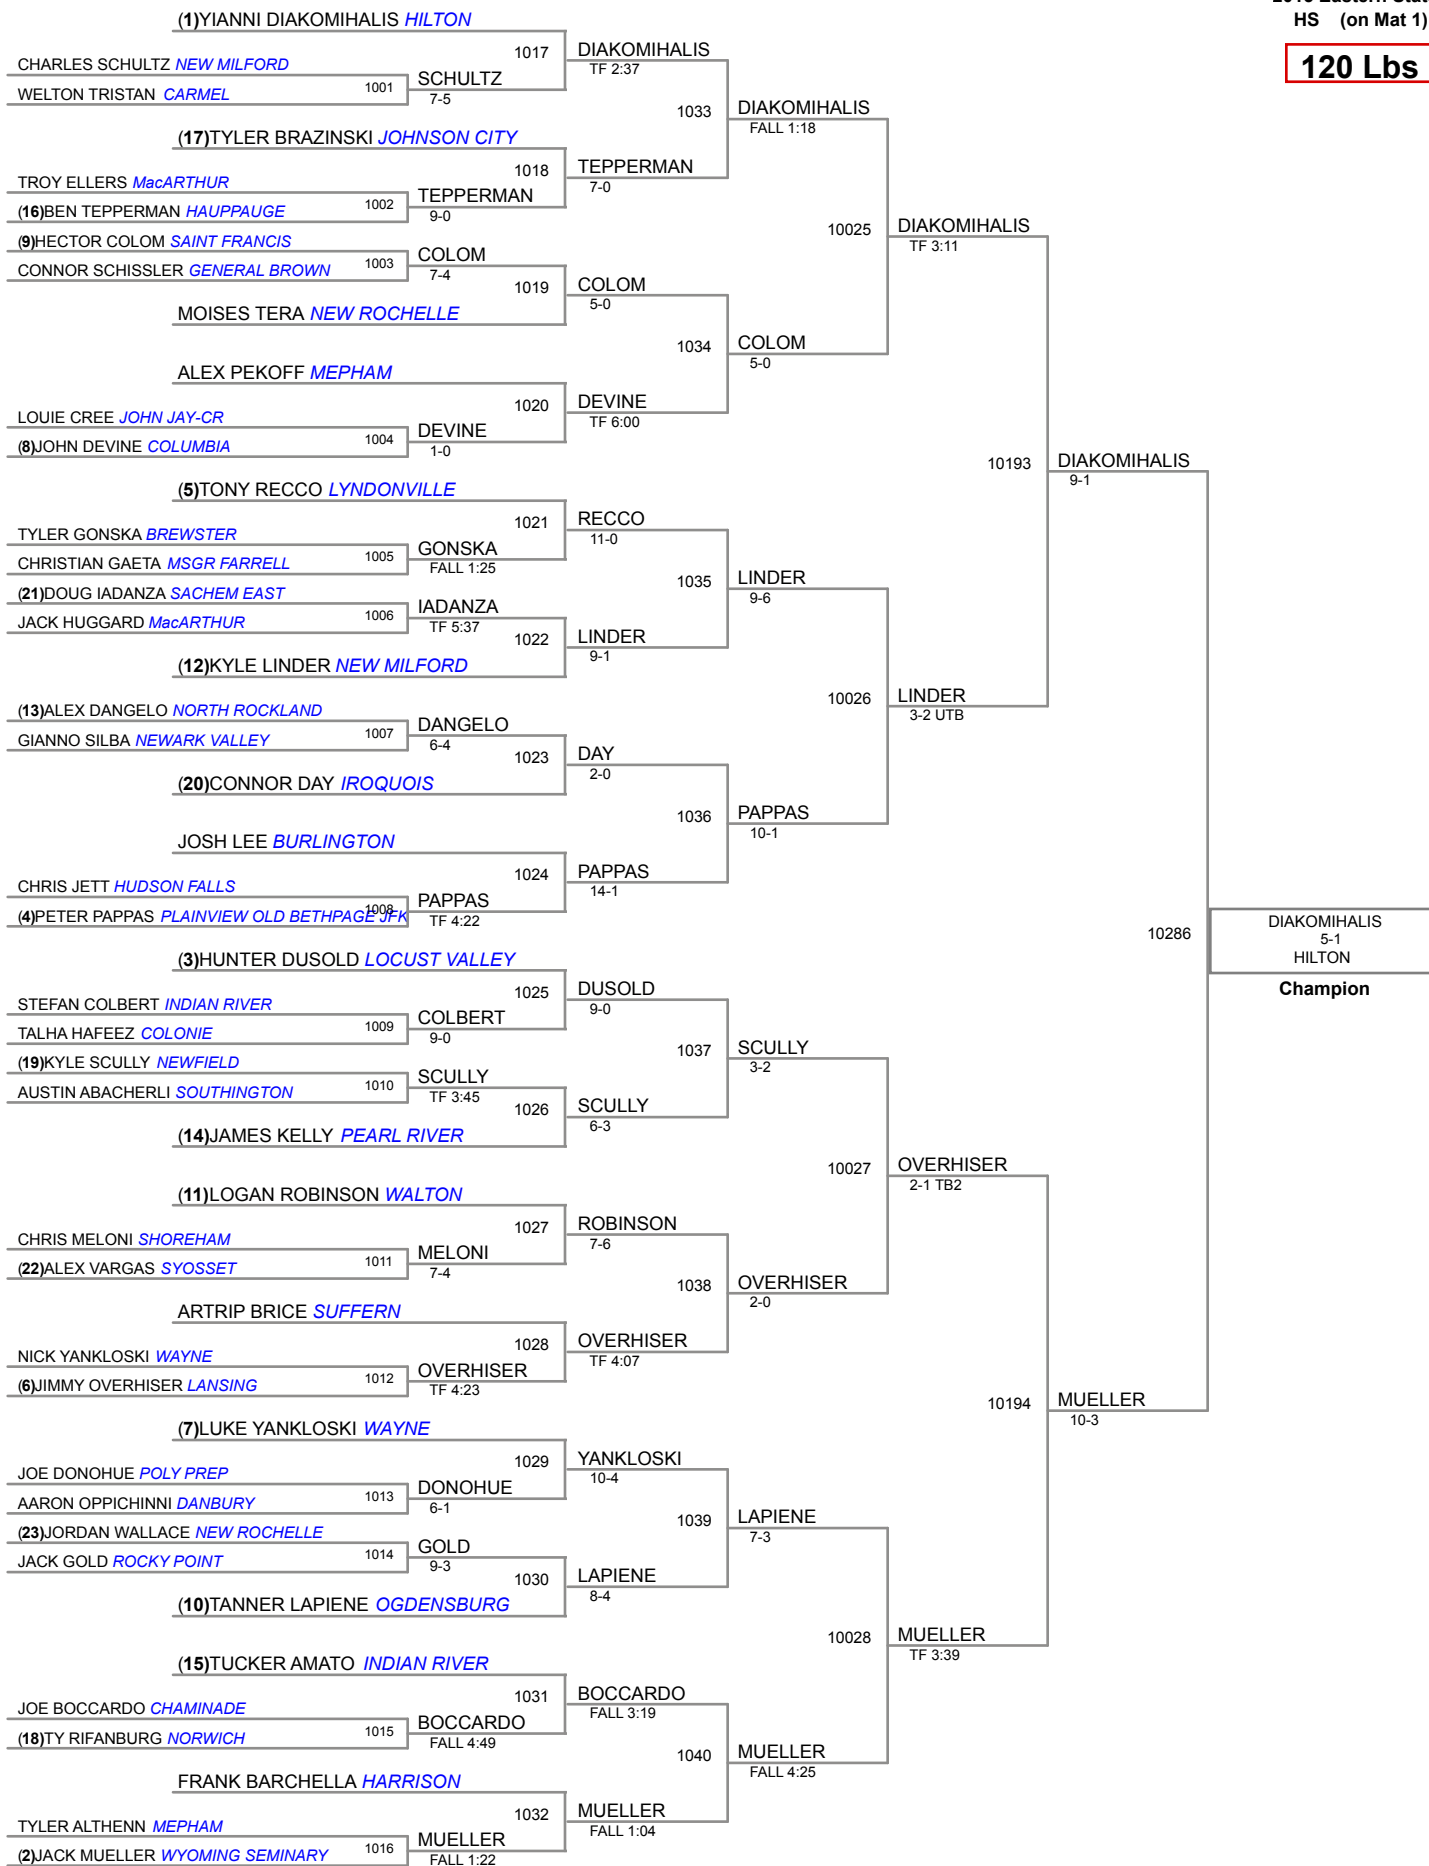 2015 Eastern Stat
HS (on Mat 1)
120 Lbs
(1)YIANNI DIAKOMIHALIS HILTON
1017
DIAKOMIHALIS
TF 2:37
CHARLES SCHULTZ NEW MILFORD
WELTON TRISTAN CARMEL
1001
SCHULTZ
7-5
1033
DIAKOMIHALIS
FALL 1:18
(17)TYLER BRAZINSKI JOHNSON CITY
1018
TEPPERMAN
7-0
TROY ELLERS MacARTHUR
(16)BEN TEPPERMAN HAUPPAUGE
1002
TEPPERMAN
9-0
10025
DIAKOMIHALIS
TF 3:11
(9)HECTOR COLOM SAINT FRANCIS
CONNOR SCHISSLER GENERAL BROWN
1003
COLOM
7-4
1019
COLOM
5-0
MOISES TERA NEW ROCHELLE
1034
COLOM
5-0
ALEX PEKOFF MEPHAM
1020
DEVINE
TF 6:00
LOUIE CREE JOHN JAY-CR
(8)JOHN DEVINE COLUMBIA
1004
DEVINE
1-0
10193
DIAKOMIHALIS
9-1
(5)TONY RECCO LYNDONVILLE
1021
RECCO
11-0
TYLER GONSKA BREWSTER
CHRISTIAN GAETA MSGR FARRELL
1005
GONSKA
FALL 1:25
1035
LINDER
9-6
(21)DOUG IADANZA SACHEM EAST
JACK HUGGARD MacARTHUR
1006
IADANZA
TF 5:37
1022
LINDER
9-1
(12)KYLE LINDER NEW MILFORD
10026
LINDER
3-2 UTB
(13)ALEX DANGELO NORTH ROCKLAND
GIANNO SILBA NEWARK VALLEY
1007
DANGELO
6-4
1023
DAY
2-0
(20)CONNOR DAY IROQUOIS
1036
PAPPAS
10-1
JOSH LEE BURLINGTON
1024
PAPPAS
14-1
CHRIS JETT HUDSON FALLS
(4)PETER PAPPAS PLAINVIEW OLD BETHPAGE JFK
1008
PAPPAS
TF 4:22
10286
DIAKOMIHALIS
5-1
HILTON
Champion
(3)HUNTER DUSOLD LOCUST VALLEY
1025
DUSOLD
9-0
STEFAN COLBERT INDIAN RIVER
TALHA HAFEEZ COLONIE
1009
COLBERT
9-0
1037
SCULLY
3-2
(19)KYLE SCULLY NEWFIELD
AUSTIN ABACHERLI SOUTHINGTON
1010
SCULLY
TF 3:45
1026
SCULLY
6-3
(14)JAMES KELLY PEARL RIVER
10027
OVERHISER
2-1 TB2
(11)LOGAN ROBINSON WALTON
1027
ROBINSON
7-6
CHRIS MELONI SHOREHAM
(22)ALEX VARGAS SYOSSET
1011
MELONI
7-4
1038
OVERHISER
2-0
ARTRIP BRICE SUFFERN
1028
OVERHISER
TF 4:07
NICK YANKLOSKI WAYNE
(6)JIMMY OVERHISER LANSING
1012
OVERHISER
TF 4:23
10194
MUELLER
10-3
(7)LUKE YANKLOSKI WAYNE
1029
YANKLOSKI
10-4
JOE DONOHUE POLY PREP
AARON OPPICHINNI DANBURY
1013
DONOHUE
6-1
1039
LAPIENE
7-3
(23)JORDAN WALLACE NEW ROCHELLE
JACK GOLD ROCKY POINT
1014
GOLD
9-3
1030
LAPIENE
8-4
(10)TANNER LAPIENE OGDENSBURG
10028
MUELLER
TF 3:39
(15)TUCKER AMATO INDIAN RIVER
1031
BOCCARDO
FALL 3:19
JOE BOCCARDO CHAMINADE
(18)TY RIFANBURG NORWICH
1015
BOCCARDO
FALL 4:49
1040
MUELLER
FALL 4:25
FRANK BARCHELLA HARRISON
1032
MUELLER
FALL 1:04
TYLER ALTHENN MEPHAM
(2)JACK MUELLER WYOMING SEMINARY
1016
MUELLER
FALL 1:22